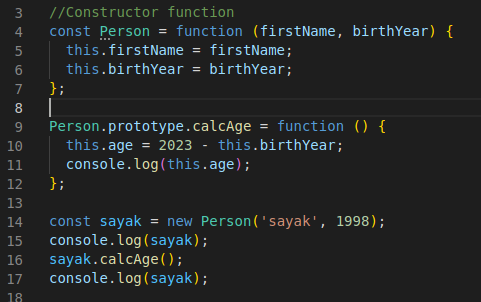 3 //Constructor function
4 const Person = function (firstName, birthYear) {
5   this.firstName = firstName;
6   this.birthYear = birthYear;
7 };
8
9 Person.prototype.calcAge = function () {
10   this.age = 2023 - this.birthYear;
11   console.log(this.age);
12 };
13
14 const sayak = new Person('sayak', 1998);
15 console.log(sayak);
16 sayak.calcAge();
17 console.log(sayak);
18